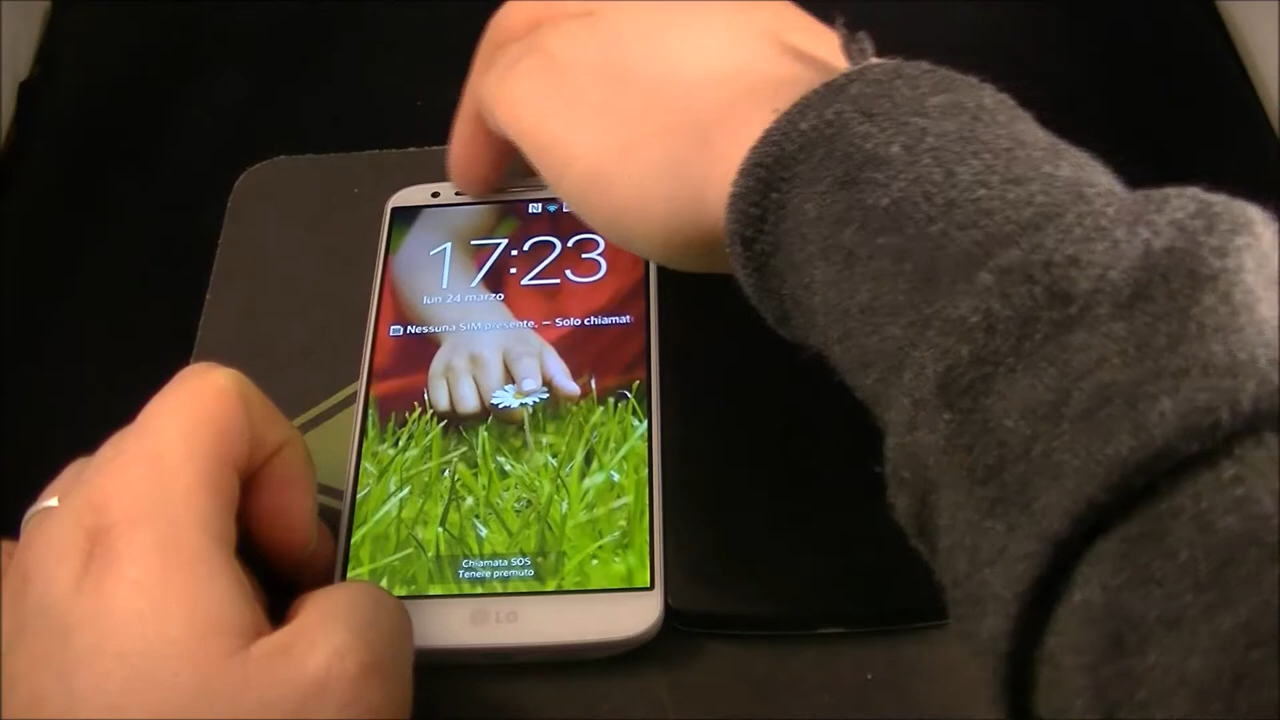 17:23
lun 24 marzo
Nessuna SIM presente. — Solo chiamat
Chiamata SOS
Tenere premuto
LG